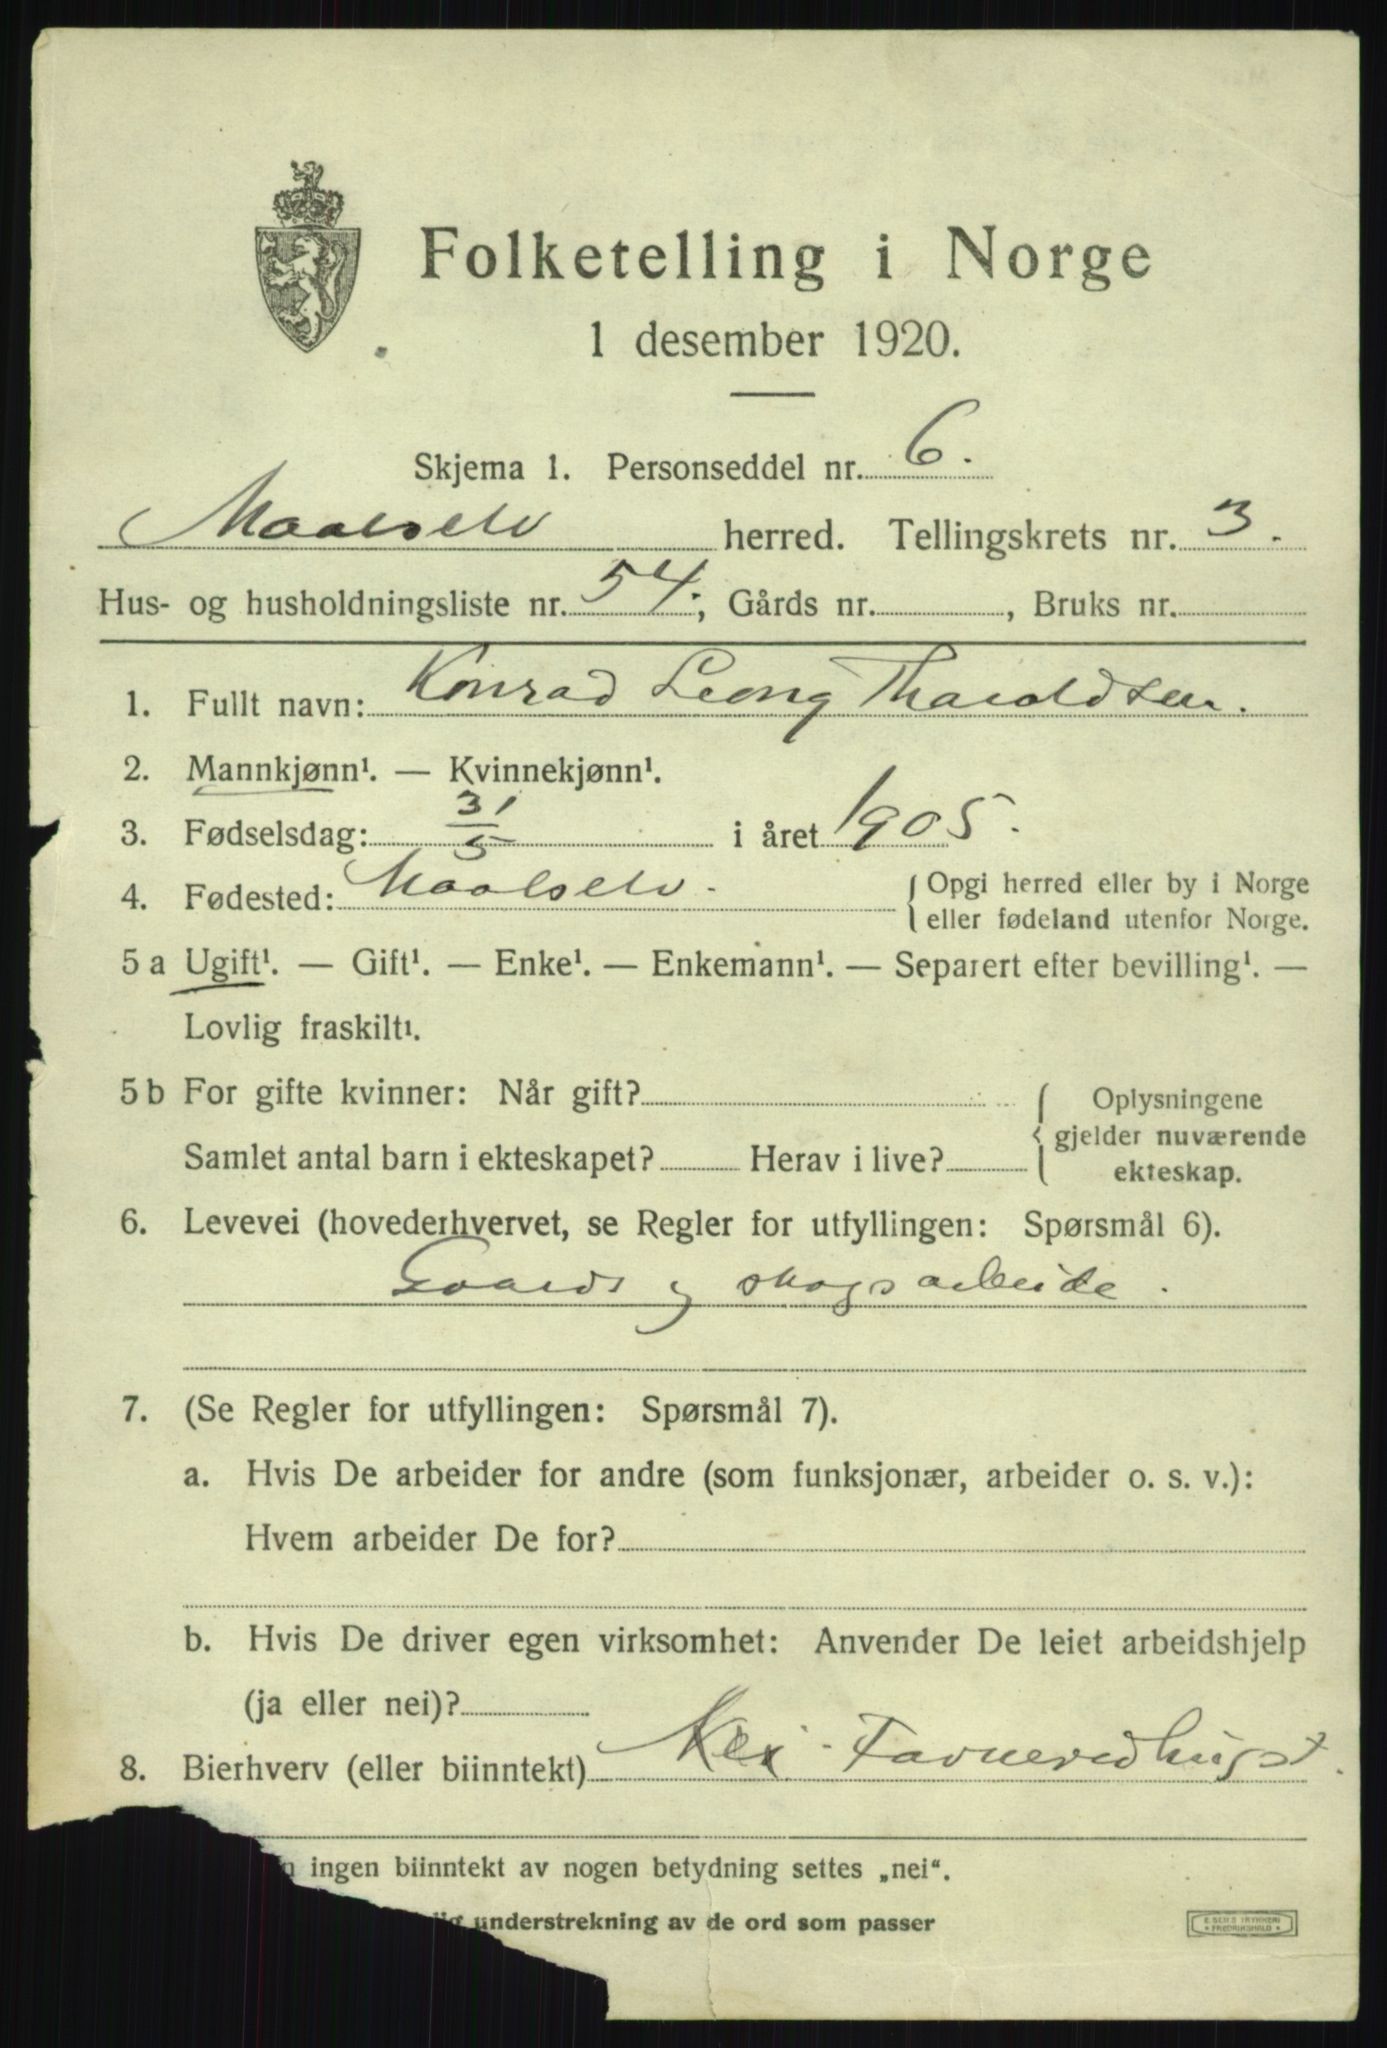 Folketelling i Norge
1 desember 1920.
Skjema 1. Personseddel nr. 6.
Maalselv herred. Tellingskrets nr. 3.
Hus- og husholdningsliste nr. 54., Gårds nr. , Bruks nr.
1. Fullt navn: Konrad Leong Tharoldsen.
2. Mannkjønn¹. — Kvinnekjønn¹.
3. Fødselsdag: 31/5 i året 1905.
4. Fødested: Maalselv. { Opgi herred eller by i Norge
eller fødeland utenfor Norge.
5 a Ugift¹. — Gift¹. — Enke¹. — Enkemann¹. — Separert efter bevilling¹. —
Lovlig fraskilt¹.
5 b For gifte kvinner: Når gift? { Oplysningene
gjelder nuværende
Samlet antal barn i ekteskapet? Herav i live?
ekteskap.
6. Levevei (hovederhvervet, se Regler for utfyllingen: Spørsmål 6).
Gaards og skogsarbeide.
7. (Se Regler for utfyllingen: Spørsmål 7).
a. Hvis De arbeider for andre (som funksjonær, arbeider o. s. v.):
Hvem arbeider De for?
b. Hvis De driver egen virksomhet: Anvender De leiet arbeidshjelp
(ja eller nei)?
8. Bierhverv (eller biinntekt) Nei. Favnevedhugst.
ingen biinntekt av nogen betydning settes „nei“.
understrekning av de ord som passer